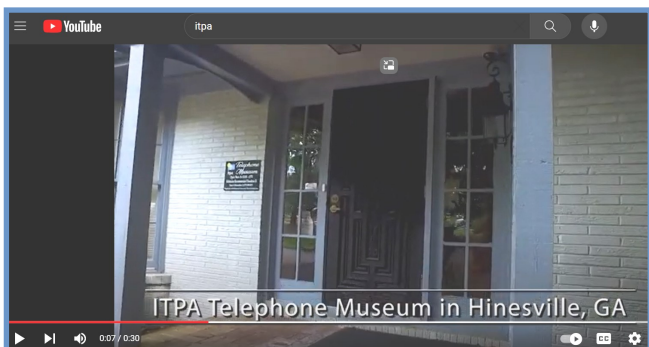 YouTube
itpa
Telephone
Museum
ITPA Telephone Museum in Hinesville, GA
0:07 / 0:30
CC